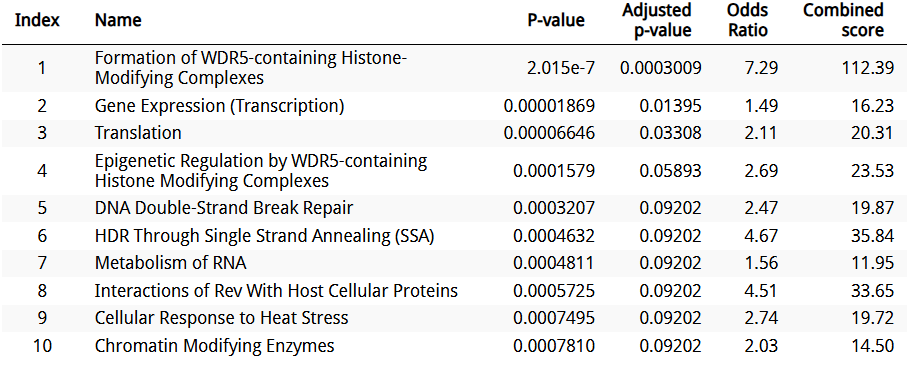 Index Name P-value Adjusted p-value Odds Ratio Combined score
1 Formation of WDR5-containing Histone-
Modifying Complexes 2.015e-7 0.0003009 7.29 112.39
2 Gene Expression (Transcription) 0.00001869 0.01395 1.49 16.23
3 Translation 0.00006646 0.03308 2.11 20.31
4 Epigenetic Regulation by WDR5-containing
Histone Modifying Complexes 0.0001579 0.05893 2.69 23.53
5 DNA Double-Strand Break Repair 0.0003207 0.09202 2.47 19.87
6 HDR Through Single Strand Annealing (SSA) 0.0004632 0.09202 4.67 35.84
7 Metabolism of RNA 0.0004811 0.09202 1.56 11.95
8 Interactions of Rev With Host Cellular Proteins 0.0005725 0.09202 4.51 33.65
9 Cellular Response to Heat Stress 0.0007495 0.09202 2.74 19.72
10 Chromatin Modifying Enzymes 0.0007810 0.09202 2.03 14.50